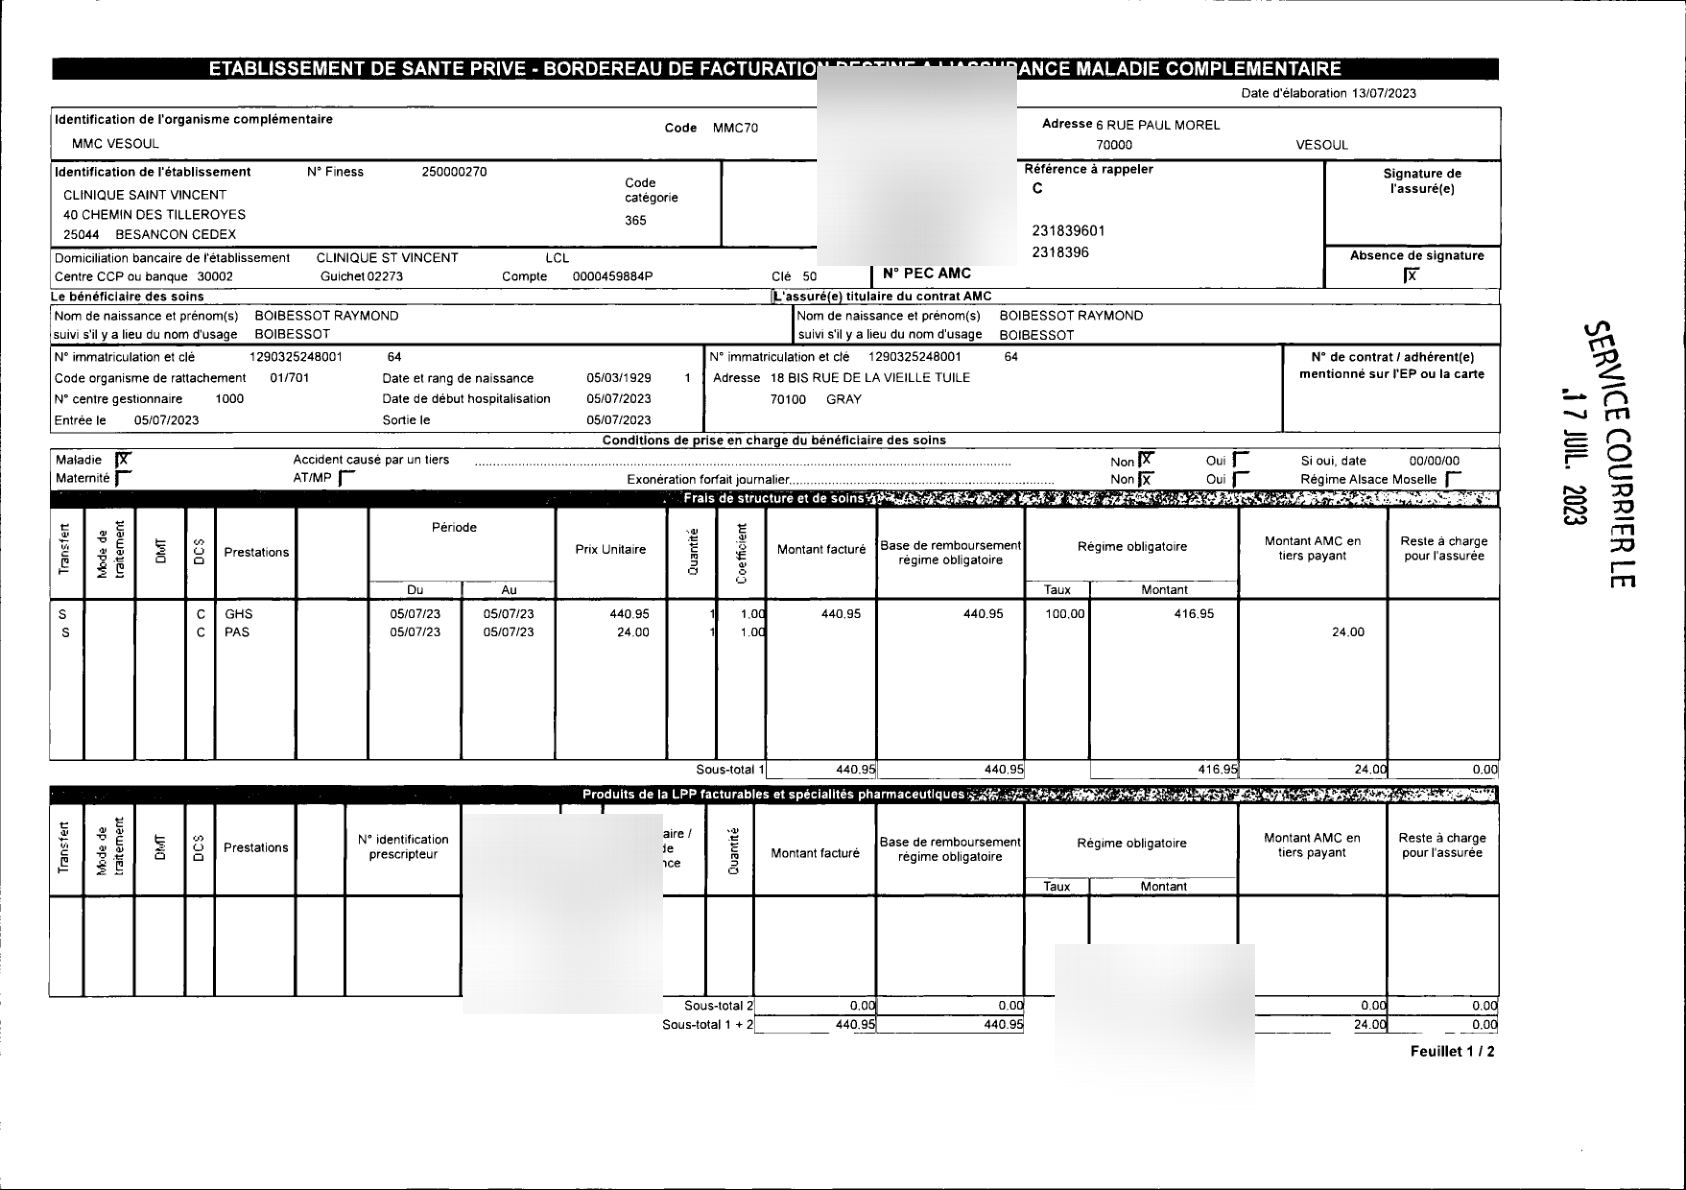 ETABLISSEMENT DE SANTE PRIVE - BORDEREAU DE FACTURATION MALADIE COMPLEMENTAIRE
Date d'élaboration 13/07/2023
Identification de l'organisme complémentaire
Code MMC70
Adresse 6 RUE PAUL MOREL
MMC VESOUL
70000 VESOUL
Identification de l'établissement N° Finess 250000270
Référence à rappeler
Signature de l'assuré(e)
Code catégorie
365
CLINIQUE SAINT VINCENT
C
40 CHEMIN DES TILLEROYES
25044 BESANCON CEDEX
231839601
2318396
Domiciliation bancaire de l'établissement CLINIQUE ST VINCENT LCL
Absence de signature
X
Centre CCP ou banque 30002 Guichet 02273 Compte 0000459884P Clé 50
N° PEC AMC
Le bénéficiaire des soins
L'assuré(e) titulaire du contrat AMC
Nom de naissance et prénom(s) BOIBESSOT RAYMOND
Nom de naissance et prénom(s) BOIBESSOT RAYMOND
suivi s'il y a lieu du nom d'usage BOIBESSOT
suivi s'il y a lieu du nom d'usage BOIBESSOT
N° immatriculation et clé 1290325248001 64
N° immatriculation et clé 1290325248001 64
N° de contrat / adhérent(e)
mentionné sur l'EP ou la carte
Code organisme de rattachement 01/701 Date et rang de naissance 05/03/1929 1
Adresse 18 BIS RUE DE LA VIEILLE TUILE
N° centre gestionnaire 1000 Date de début hospitalisation 05/07/2023
70100 GRAY
Entrée le 05/07/2023 Sortie le 05/07/2023
Conditions de prise en charge du bénéficiaire des soins
Maladie X Accident causé par un tiers Non X Oui Si oui, date 00/00/00
Maternité AT/MP Exonération forfait journalier Non X Oui Régime Alsace Moselle
Frais de structure et de soins
Transfert Mode de traitement DMT DCS Prestations Période Prix Unitaire Quantité Coefficient Montant facturé Base de remboursement régime obligatoire Régime obligatoire Montant AMC en tiers payant Reste à charge pour l'assurée
Du Au Taux Montant
S C GHS 05/07/23 05/07/23 440.95 1 1.00 440.95 440.95 100.00 416.95
S C PAS 05/07/23 05/07/23 24.00 1 1.00 24.00
Sous-total 1 440.95 440.95 416.95 24.00 0.00
Produits de la LPP facturables et spécialités pharmaceutiques
Transfert Mode de traitement DMT DCS Prestations N° identification prescripteur Quantité Montant facturé Base de remboursement régime obligatoire Régime obligatoire Montant AMC en tiers payant Reste à charge pour l'assurée
Taux Montant
Sous-total 2 0.00 0.00 0.00 0.00
Sous-total 1 + 2 440.95 440.95 24.00 0.00
Feuillet 1 / 2
SERVICE COURRIER LE
17 JUIL. 2023